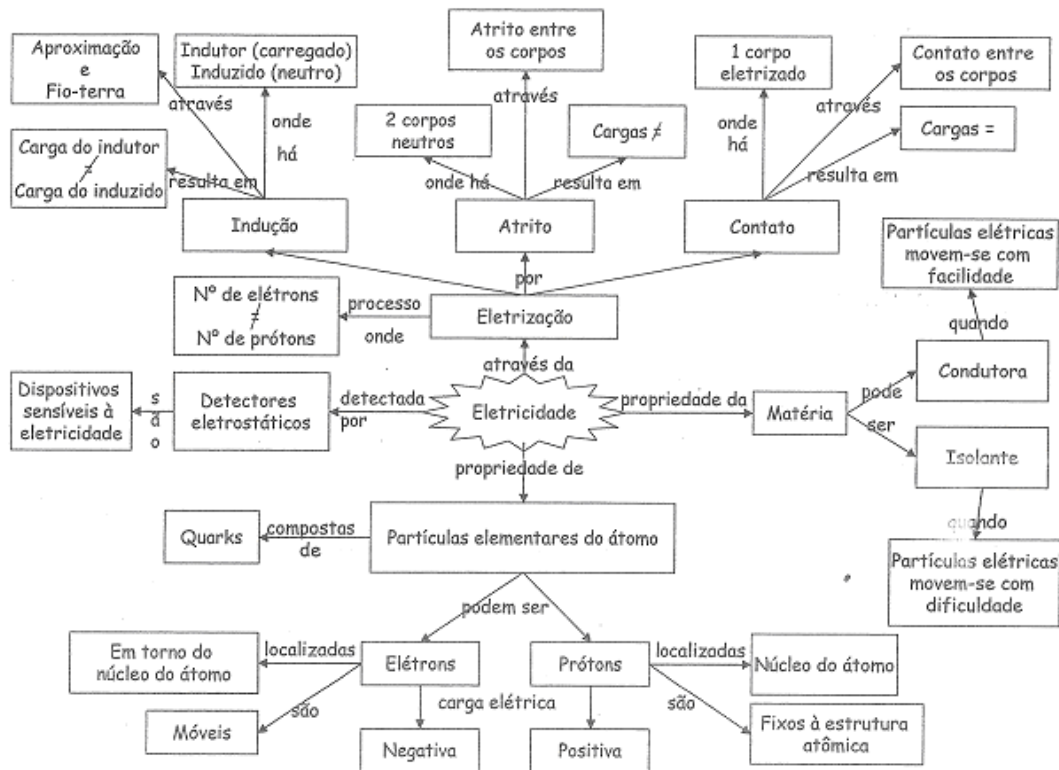 Aproximação
e
Fio-terra
Indutor (carregado)
Induzido (neutro)
Atrito entre
os corpos
1 corpo
eletrizado
Contato entre
os corpos
através
onde
há
2 corpos
neutros
através
Cargas ≠
onde
há
através
Cargas =
Carga do indutor
≠
Carga do induzido
resulta em
onde há
resulta em
resulta em
Indução
Atrito
Contato
Partículas elétricas
movem-se com
facilidade
por
Nº de elétrons
≠
Nº de prótons
processo
onde
Eletrização
quando
através da
Condutora
Dispositivos
sensíveis à
eletricidade
são
Detectores
eletrostáticos
detectada
por
Eletricidade
propriedade da
Matéria
pode
ser
Isolante
propriedade de
Quarks
compostas
de
Partículas elementares do átomo
quando
Partículas elétricas
movem-se com
dificuldade
podem ser
Em torno do
núcleo do átomo
localizadas
Elétrons
Prótons
localizadas
Núcleo do átomo
Móveis
são
carga elétrica
são
Fixos à estrutura
atômica
Negativa
Positiva